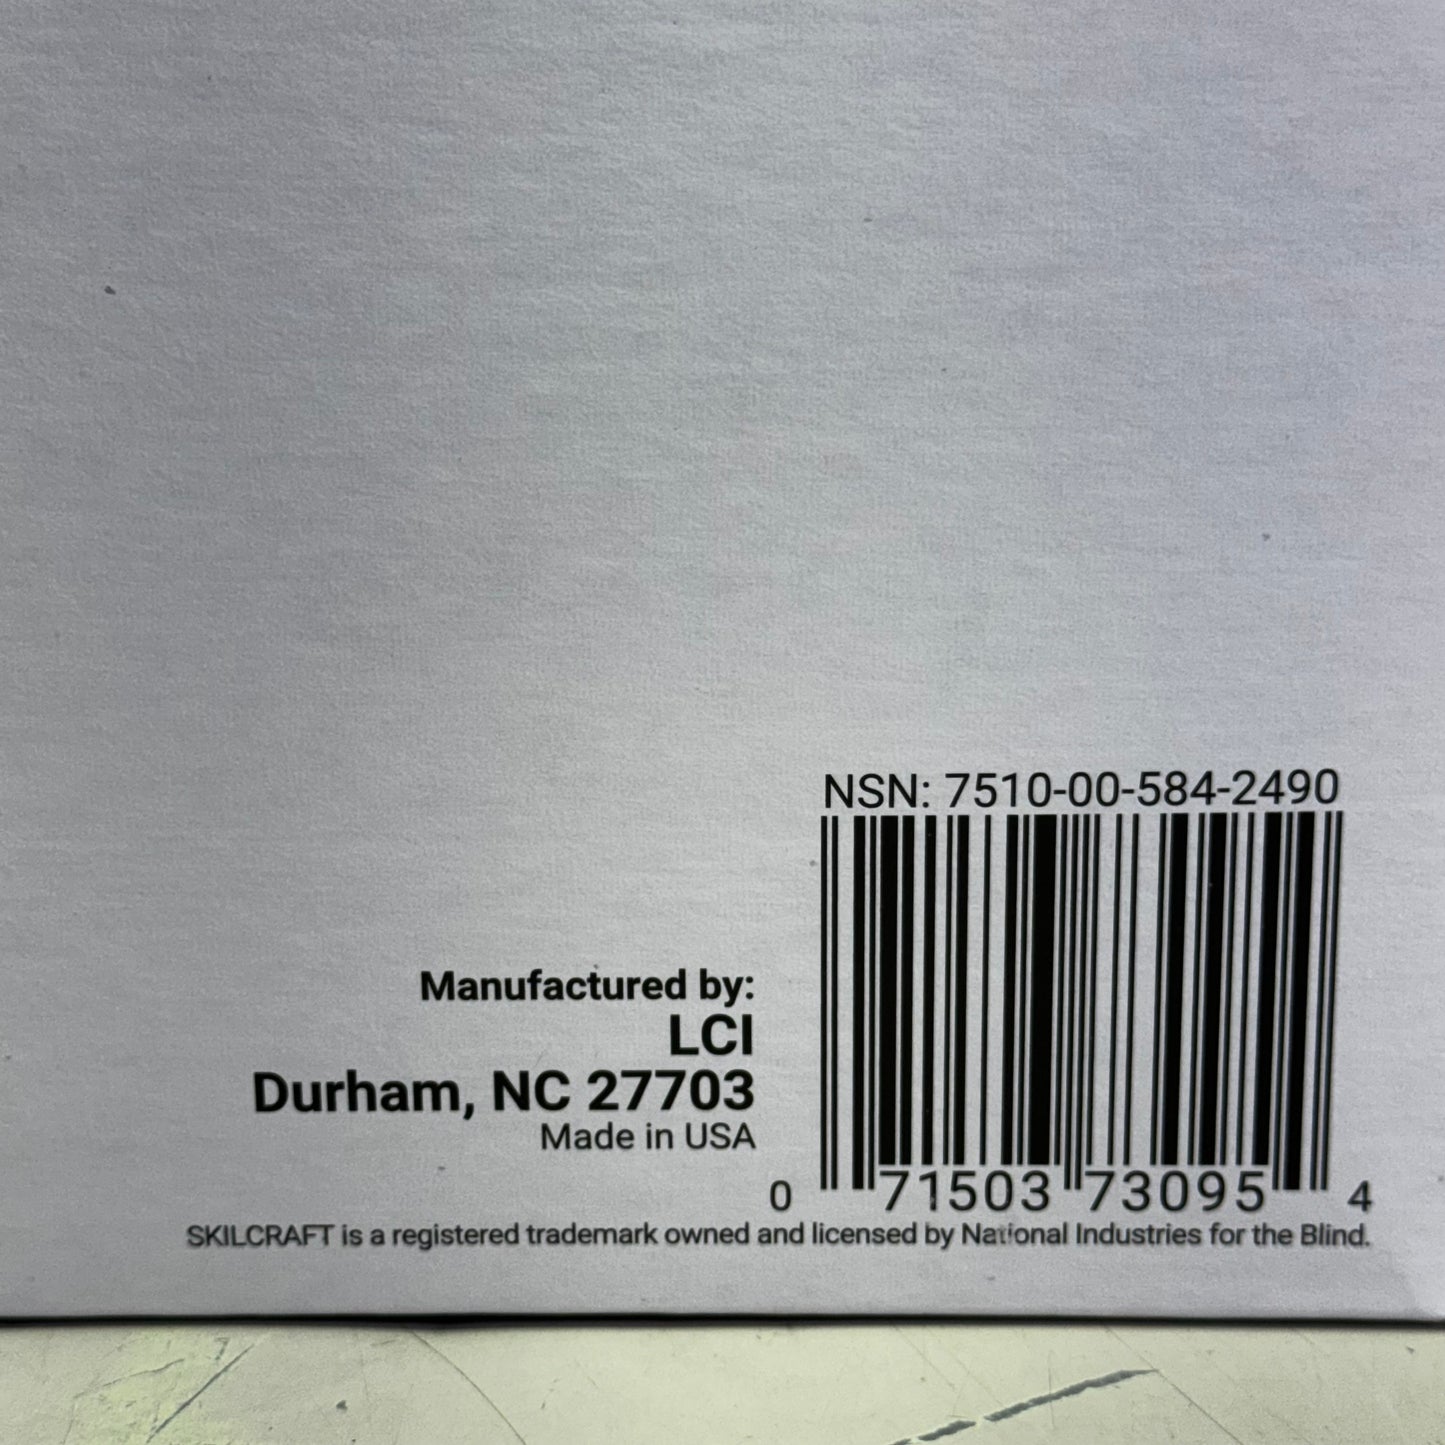 NSN: 7510-00-584-2490
Manufactured by:
LCI
Durham, NC 27703
Made in USA
0 71503 73095 4
SKILCRAFT is a registered trademark owned and licensed by National Industries for the Blind.